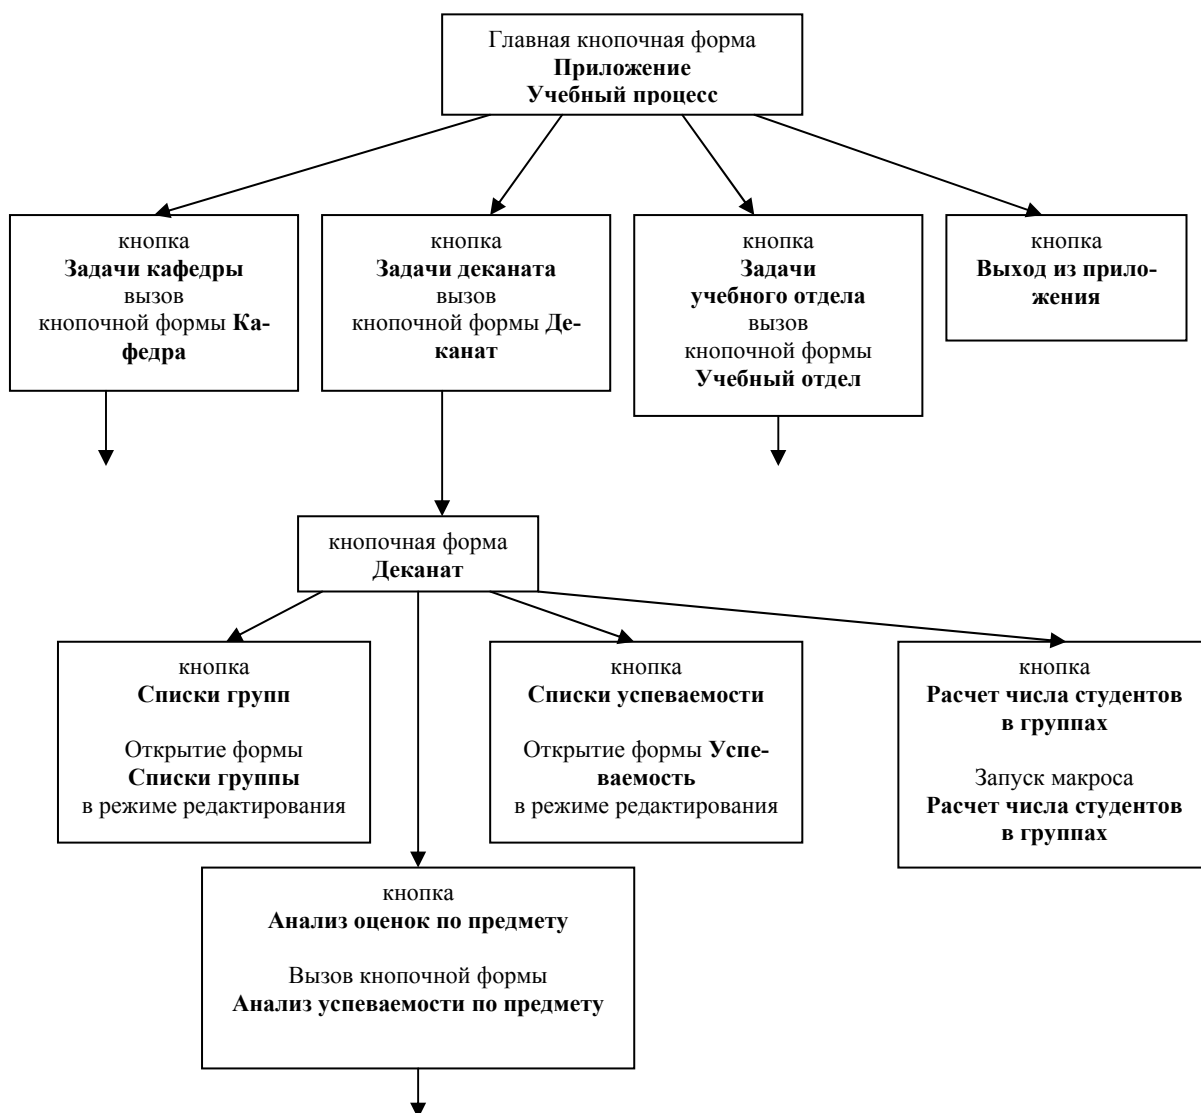 Главная кнопочная форма
Приложение
Учебный процесс
кнопка
Задачи кафедры
вызов
кнопочной формы Ка-
федра
кнопка
Задачи деканата
вызов
кнопочной формы Де-
канат
кнопка
Задачи
учебного отдела
вызов
кнопочной формы
Учебный отдел
кнопка
Выход из прило-
жения
кнопочная форма
Деканат
кнопка
Списки групп
Открытие формы
Списки группы
в режиме редактирования
кнопка
Списки успеваемости
Открытие формы Успе-
ваемость
в режиме редактирования
кнопка
Расчет числа студентов
в группах
Запуск макроса
Расчет числа студентов
в группах
кнопка
Анализ оценок по предмету
Вызов кнопочной формы
Анализ успеваемости по предмету